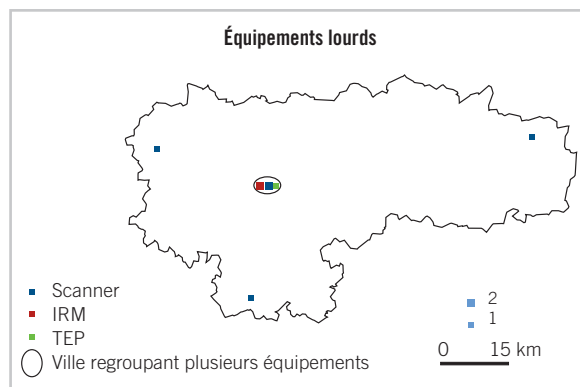 Équipements lourds
Scanner
IRM
TEP
Ville regroupant plusieurs équipements
2
1
0 15 km